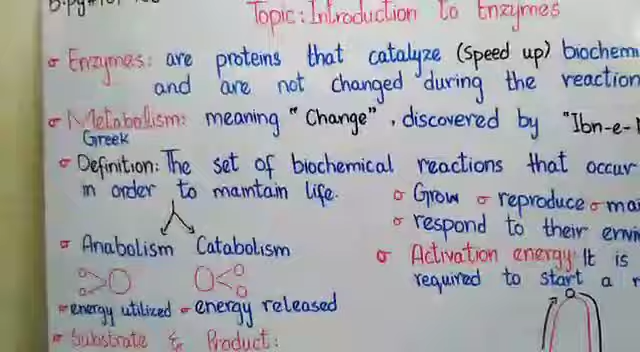 Topic: Introduction to Enzymes
Enzymes: are proteins that catalyze (speed up)
and are not changed during the reaction
Metabolism: meaning "Change", discovered by
Greek
Definition: The set of biochemical reactions that occur
in order to maintain life.
Grow reproduce
respond to their
Anabolism Catabolism
Activation energy: It is
required to start a
energy utilized energy released
Substrate & Product: